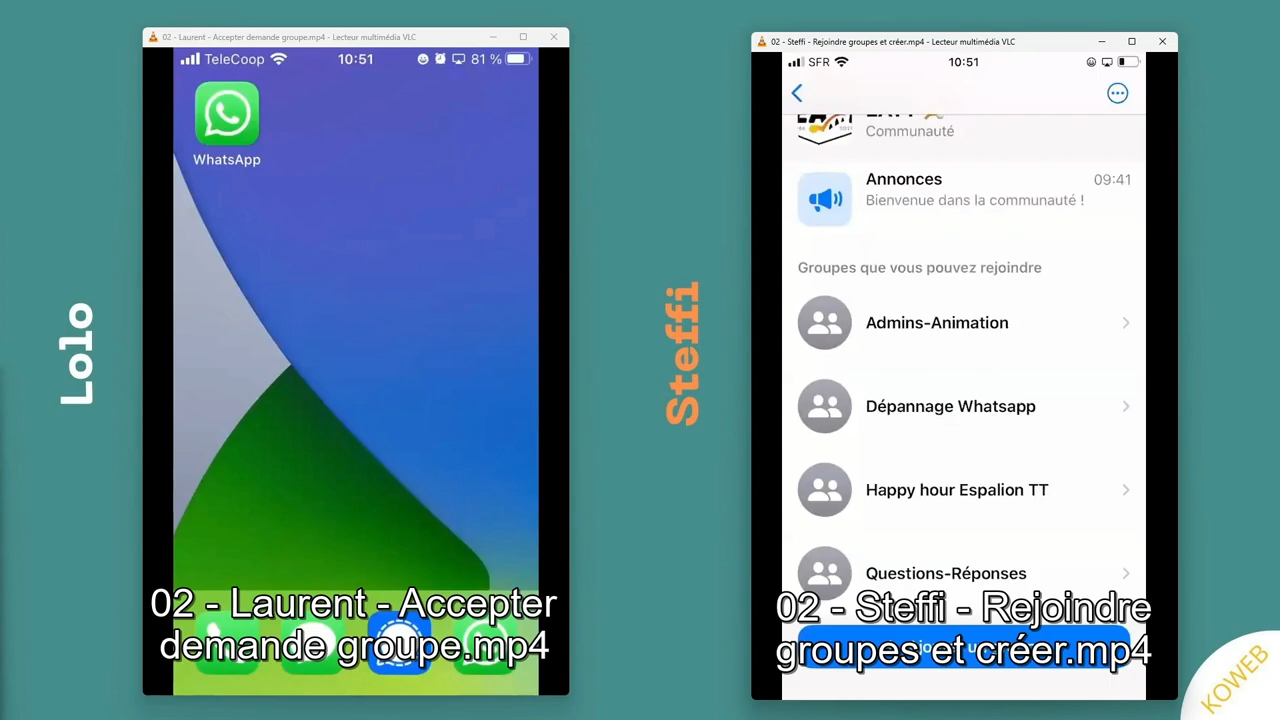 02 - Laurent - Accepter demande groupe.mp4 - Lecteur multimédia VLC
TeleCoop
10:51
81 %
WhatsApp
Lolo
02 - Laurent - Accepter
demande groupe.mp4
Steffi
02 - Steffi - Rejoindre groupes et créer.mp4 - Lecteur multimédia VLC
SFR
10:51
Communauté
Annonces
09:41
Bienvenue dans la communauté !
Groupes que vous pouvez rejoindre
Admins-Animation
Dépannage Whatsapp
Happy hour Espalion TT
Questions-Réponses
02 - Steffi - Rejoindre
groupes et créer.mp4
KOWEB